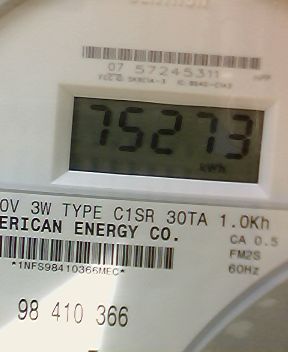 07 57245311
75273
kWh
0V 3W TYPE C1SR 30TA 1.0Kh
ERICAN ENERGY CO.
CA 0.5
FM2S
60Hz
*1NFS98410366MEC*
98 410 366